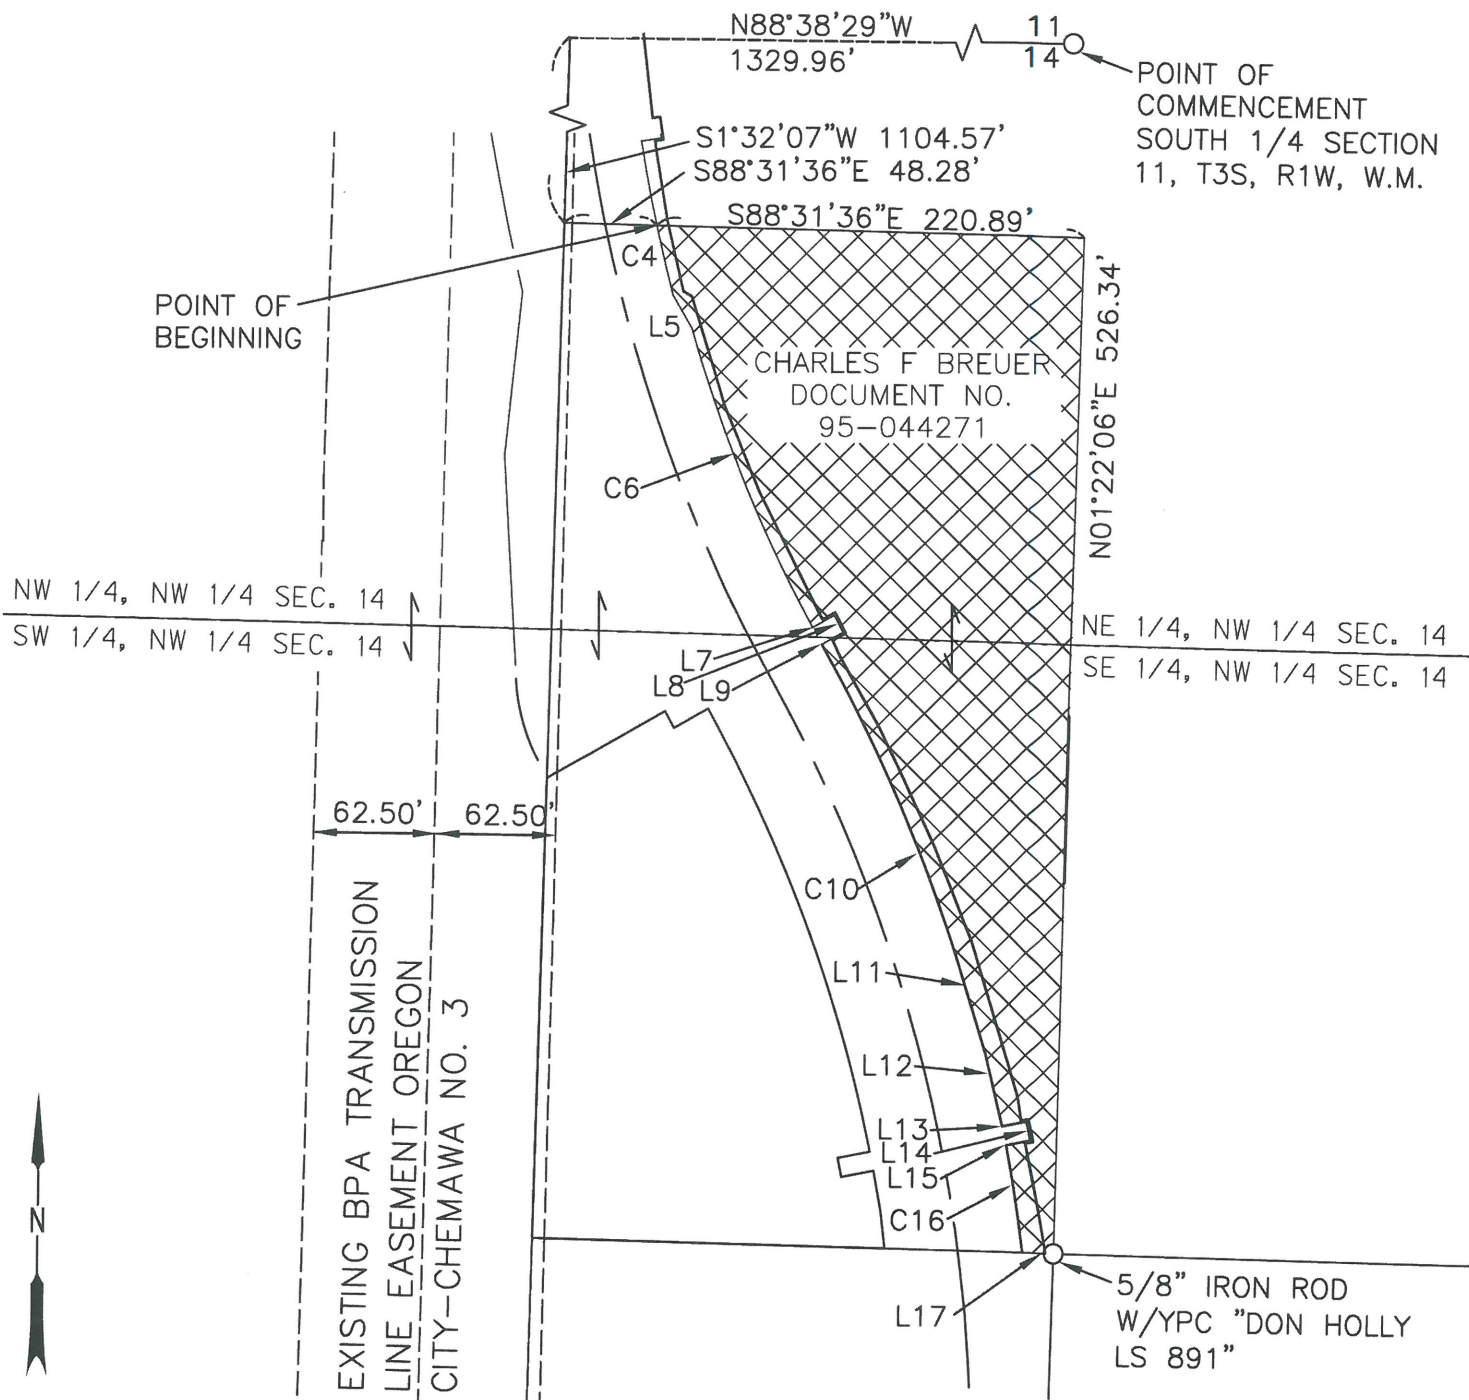 N88°38'29"W
1329.96'
11
14
POINT OF
COMMENCEMENT
SOUTH 1/4 SECTION
11, T3S, R1W, W.M.
S1°32'07"W 1104.57'
S88°31'36"E 48.28'
S88°31'36"E 220.89'
C4
POINT OF
BEGINNING
L5
N01°22'06"E 526.34'
CHARLES F BREUER
DOCUMENT NO.
95-044271
C6
NW 1/4, NW 1/4 SEC. 14
SW 1/4, NW 1/4 SEC. 14
NE 1/4, NW 1/4 SEC. 14
SE 1/4, NW 1/4 SEC. 14
L7
L8
L9
62.50'
62.50'
C10
EXISTING BPA TRANSMISSION
LINE EASEMENT OREGON
CITY-CHEMAWA NO. 3
L11
L12
L13
L14
L15
C16
N
L17
5/8" IRON ROD
W/YPC "DON HOLLY
LS 891"